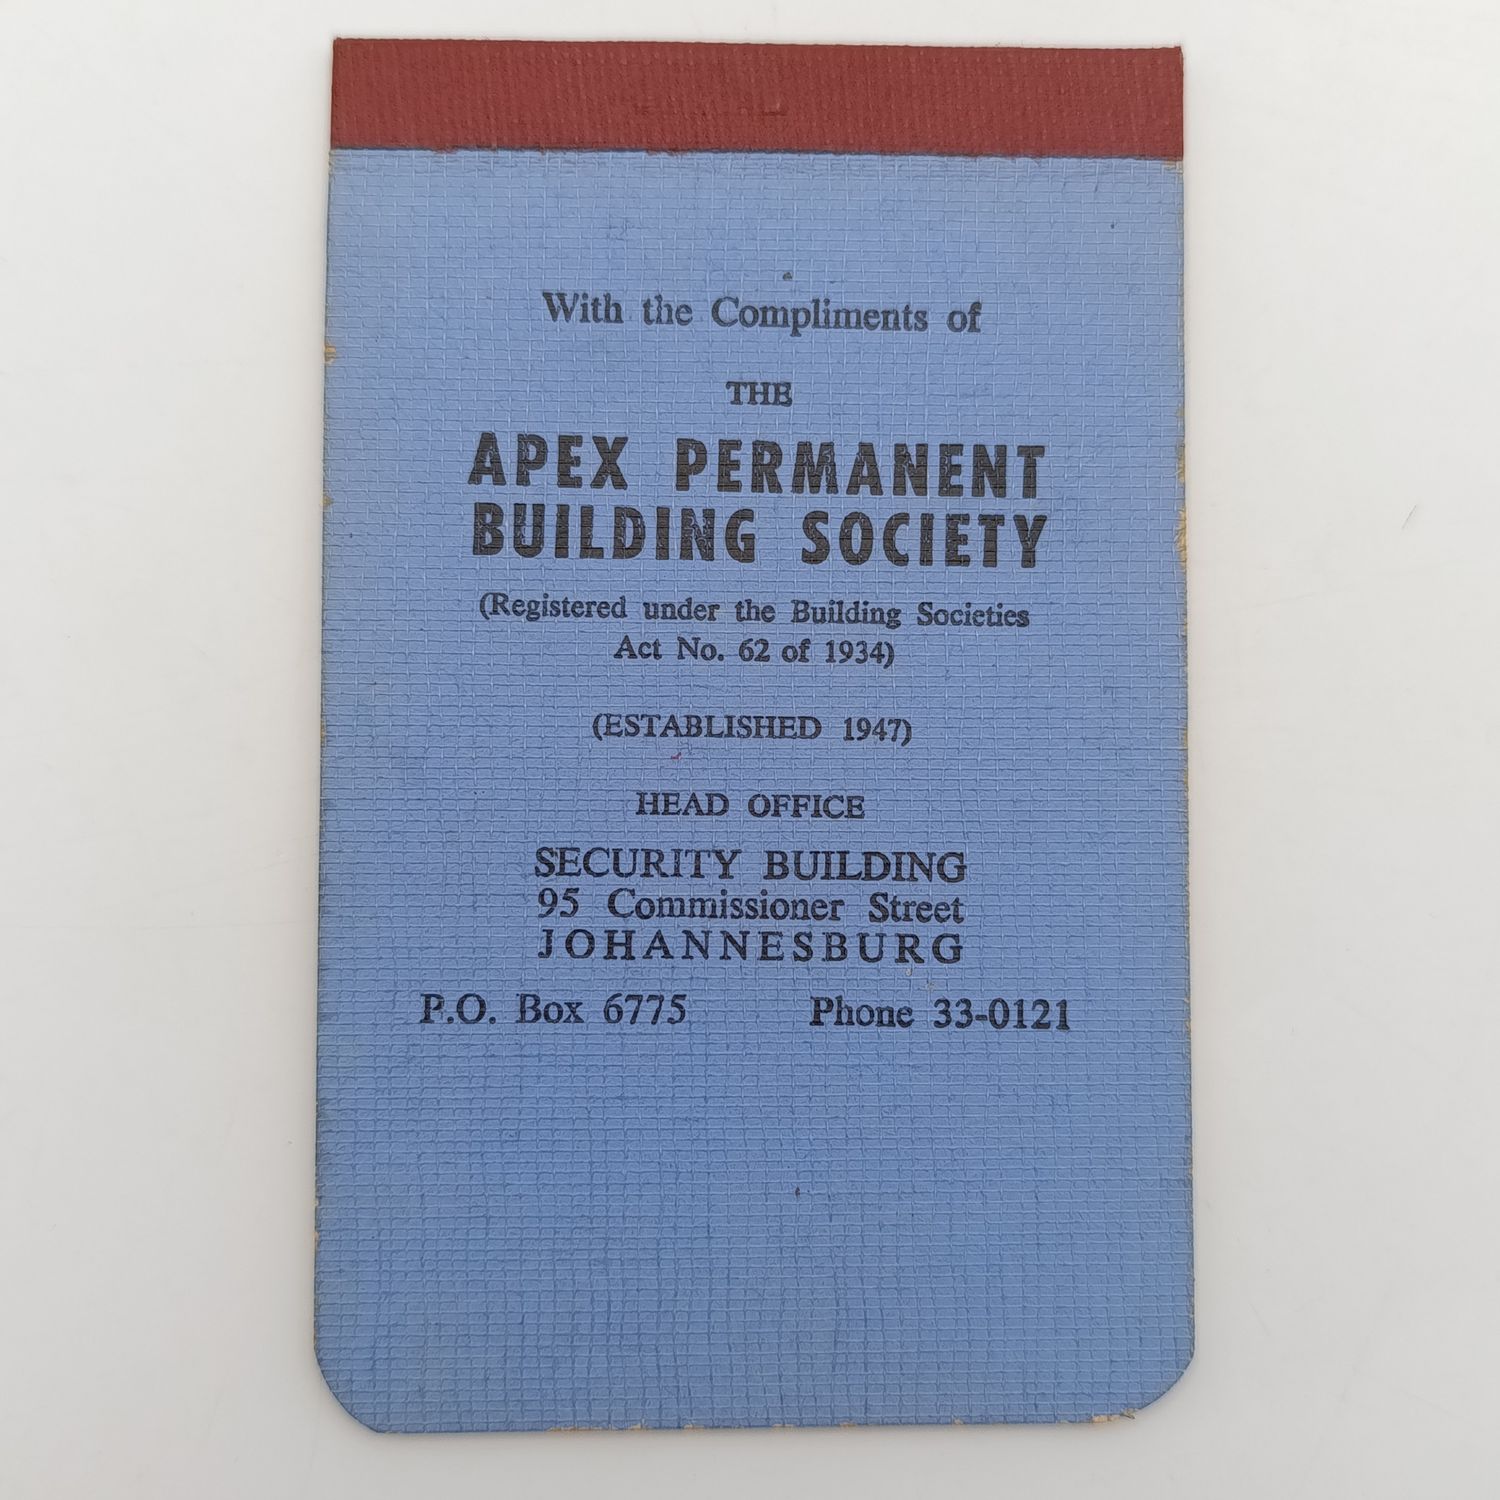 With the Compliments of
THE
APEX PERMANENT
BUILDING SOCIETY
(Registered under the Building Societies
Act No. 62 of 1934)
(ESTABLISHED 1947)
HEAD OFFICE
SECURITY BUILDING
95 Commissioner Street
JOHANNESBURG
P.O. Box 6775 Phone 33-0121